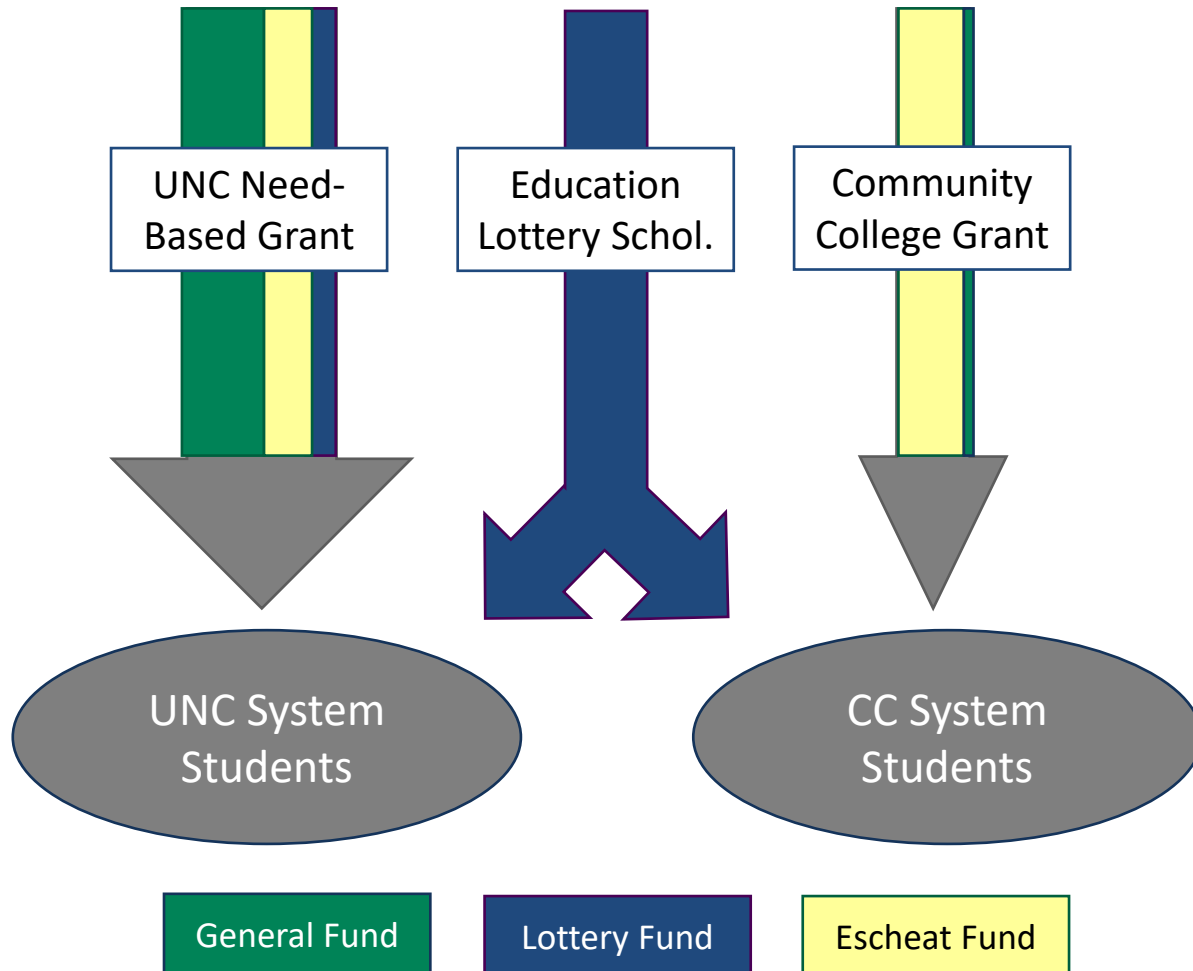 UNC Need-
Based Grant
Education
Lottery Schol.
Community
College Grant
UNC System
Students
CC System
Students
General Fund
Lottery Fund
Escheat Fund